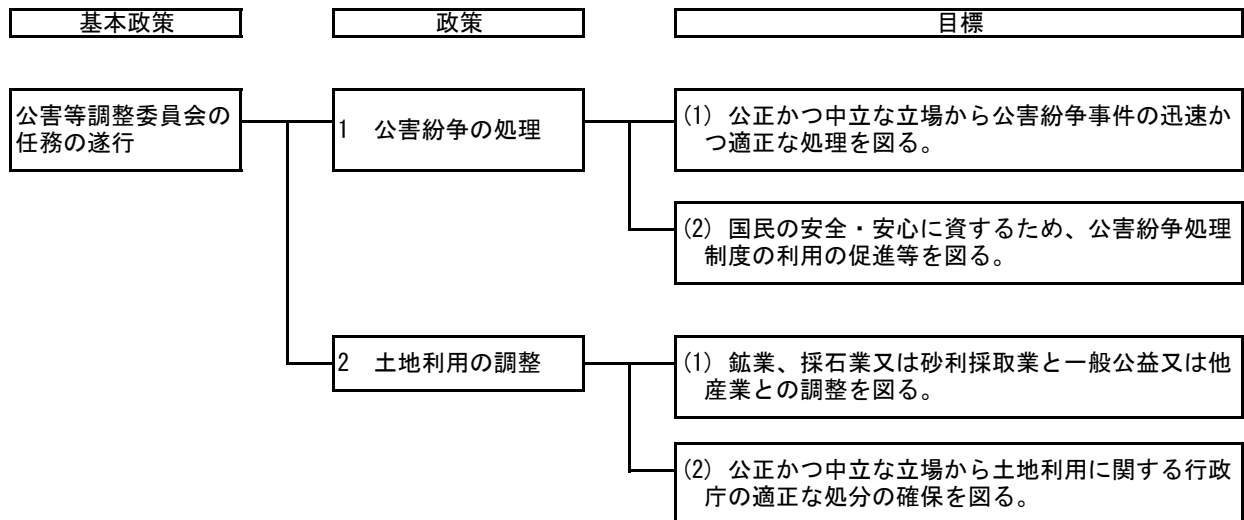 基本政策
政策
目標
公害等調整委員会の
任務の遂行
1 公害紛争の処理
(1) 公正かつ中立な立場から公害紛争事件の迅速か
つ適正な処理を図る。
(2) 国民の安全・安心に資するため、公害紛争処理
制度の利用の促進等を図る。
2 土地利用の調整
(1) 鉱業、採石業又は砂利採取業と一般公益又は他
産業との調整を図る。
(2) 公正かつ中立な立場から土地利用に関する行政
庁の適正な処分の確保を図る。